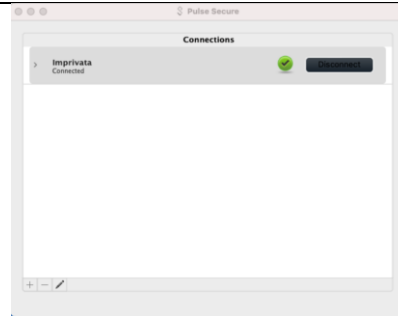 Pulse Secure
Connections
Imprivata
Connected
Disconnect